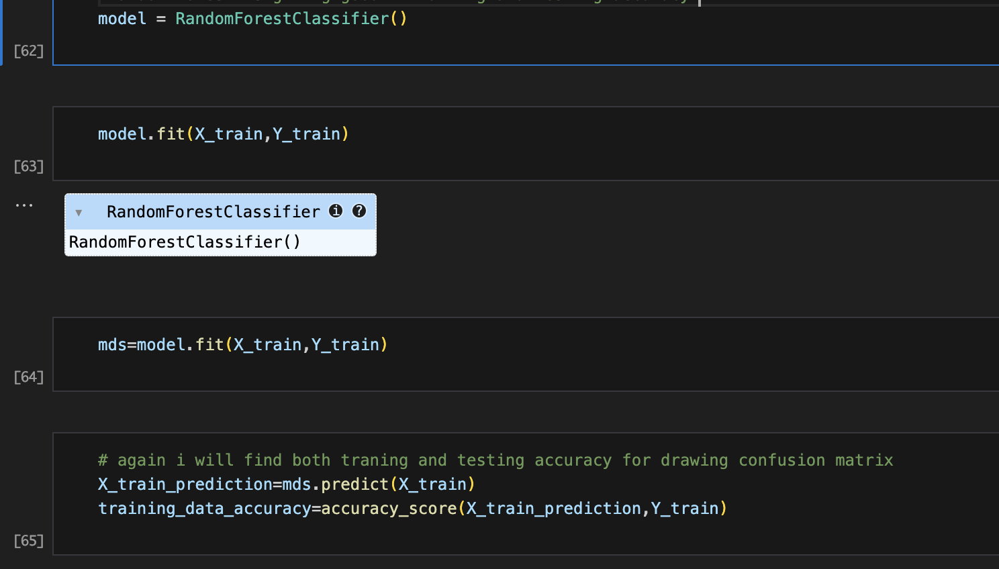 model = RandomForestClassifier()
[62]
model.fit(X_train,Y_train)
[63]
...
RandomForestClassifier i ?
RandomForestClassifier()
mds=model.fit(X_train,Y_train)
[64]
# again i will find both traning and testing accuracy for drawing confusion matrix
X_train_prediction=mds.predict(X_train)
training_data_accuracy=accuracy_score(X_train_prediction,Y_train)
[65]